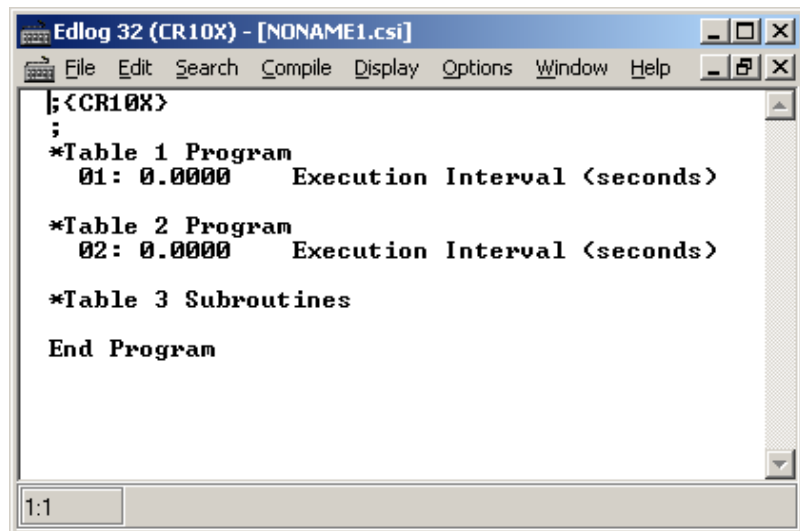 Edlog 32 (CR10X) - [NONAME1.csi]
File Edit Search Compile Display Options Window Help
;{CR10X}
;
*Table 1 Program
01: 0.0000 Execution Interval (seconds)
*Table 2 Program
02: 0.0000 Execution Interval (seconds)
*Table 3 Subroutines
End Program
1:1